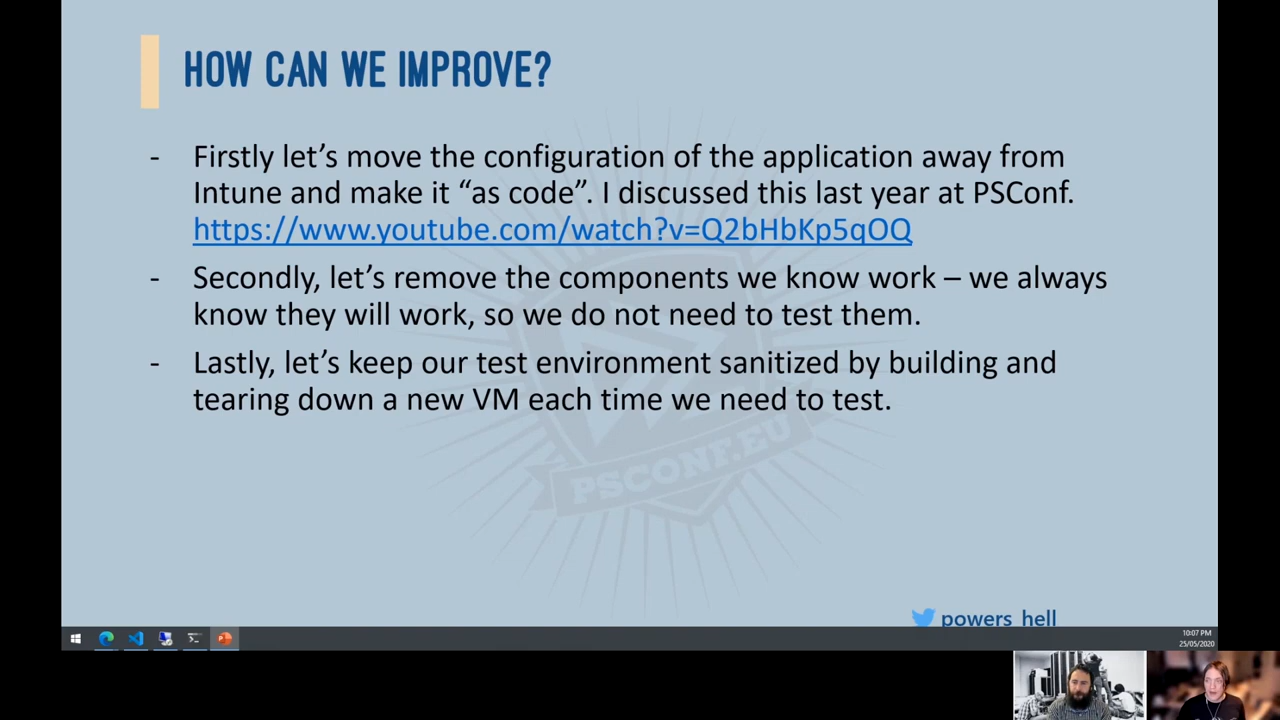 HOW CAN WE IMPROVE?
- Firstly let's move the configuration of the application away from
Intune and make it “as code”. I discussed this last year at PSConf.
https://www.youtube.com/watch?v=Q2bHbKp5qOQ
- Secondly, let's remove the components we know work – we always
know they will work, so we do not need to test them.
- Lastly, let's keep our test environment sanitized by building and
tearing down a new VM each time we need to test.
PSCONF.EU
powers_hell
10:07 PM
25/05/2020